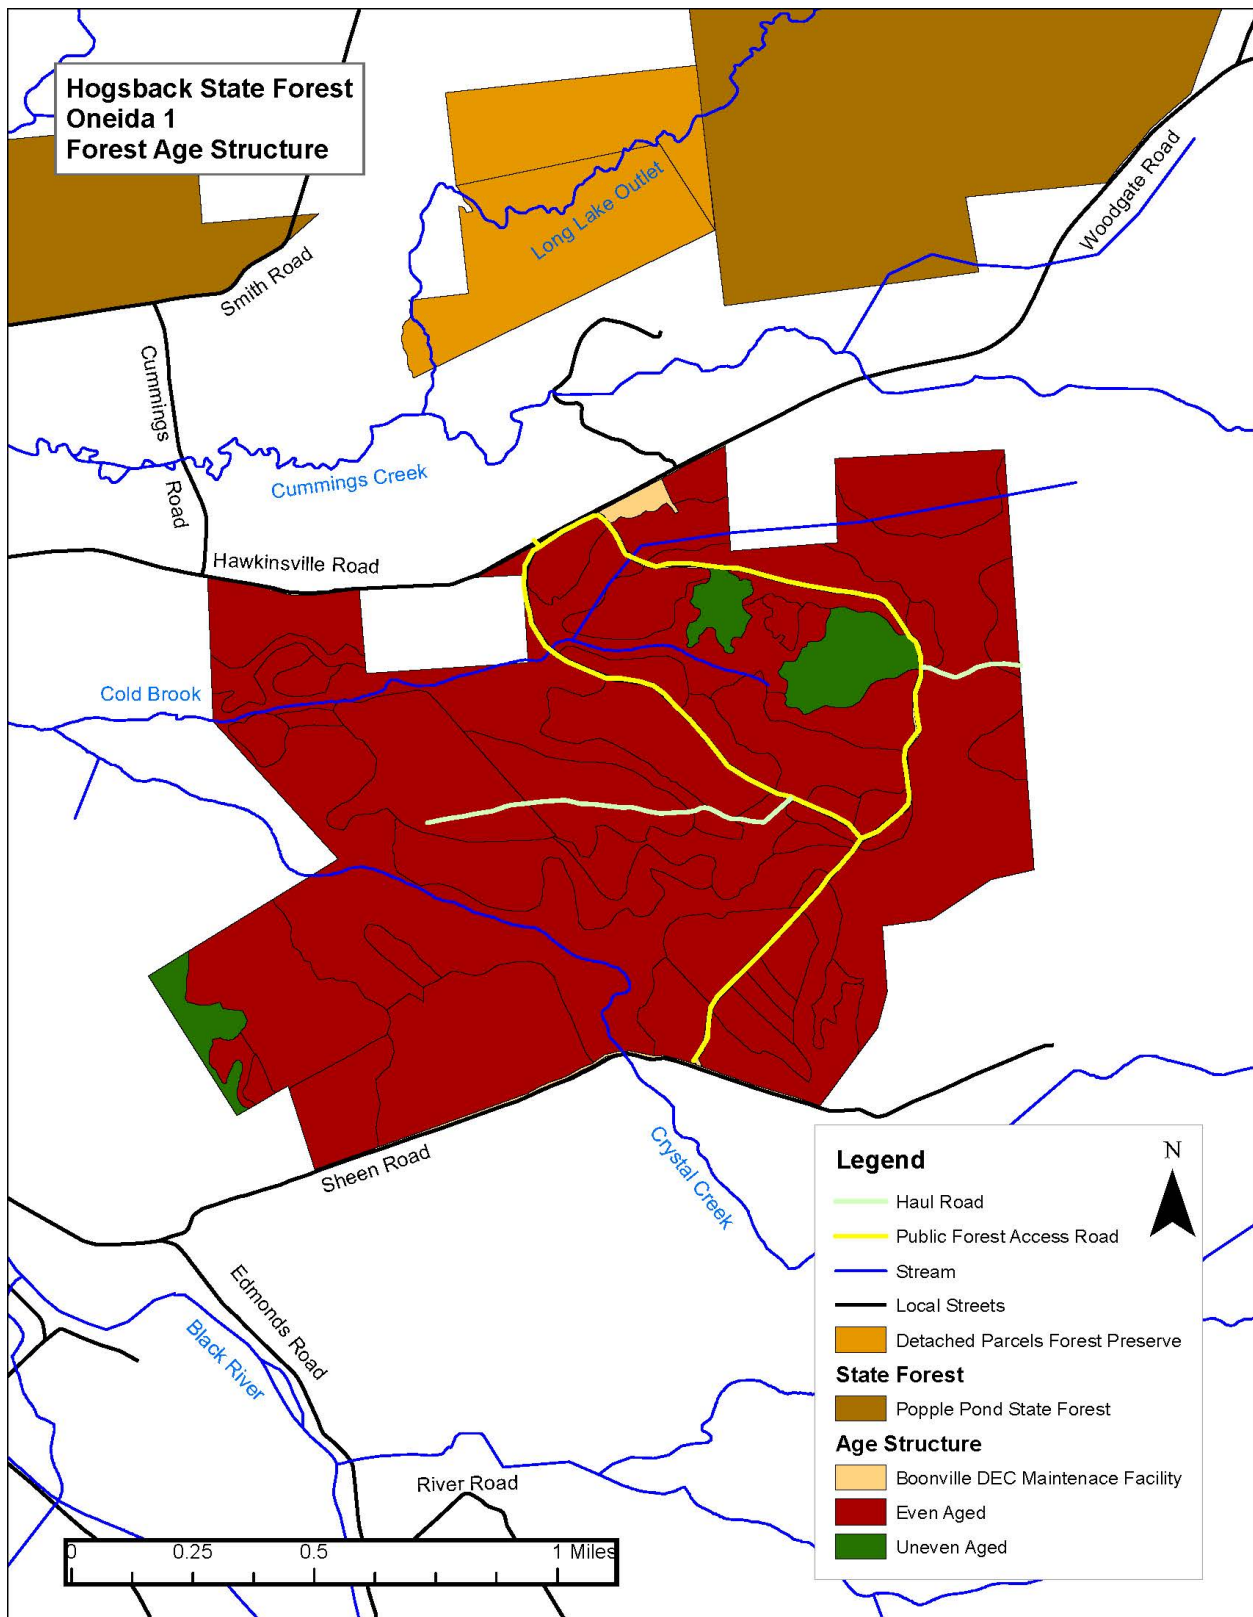 Hogsback State Forest
Oneida 1
Forest Age Structure
Woodgate Road
Long Lake Outlet
Smith Road
Cummings
Road
Cummings Creek
Hawkinsville Road
Cold Brook
Sheen Road
Crystal Creek
Edmonds Road
Black River
River Road
Legend
N
Haul Road
Public Forest Access Road
Stream
Local Streets
Detached Parcels Forest Preserve
State Forest
Popple Pond State Forest
Age Structure
Boonville DEC Maintenace Facility
Even Aged
Uneven Aged
0 0.25 0.5 1 Miles